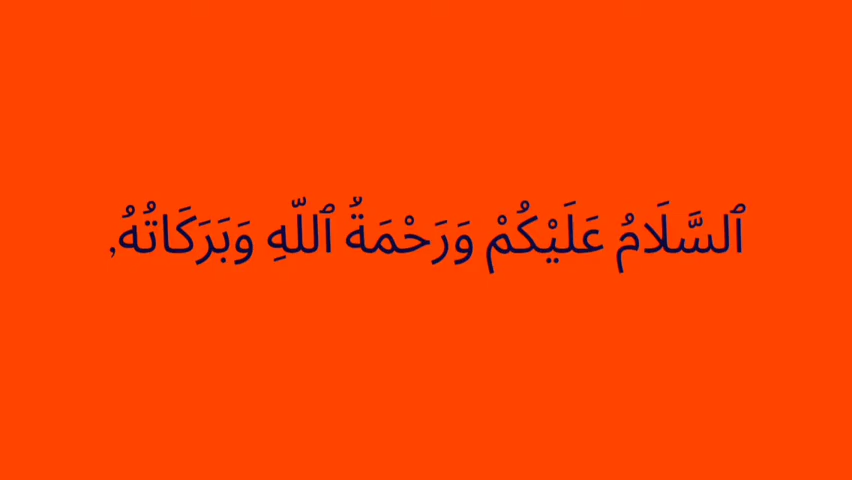 ٱلسَّلَامُ عَلَيْكُمْ وَرَحْمَةُ ٱللّٰهِ وَبَرَكَاتُهُ,